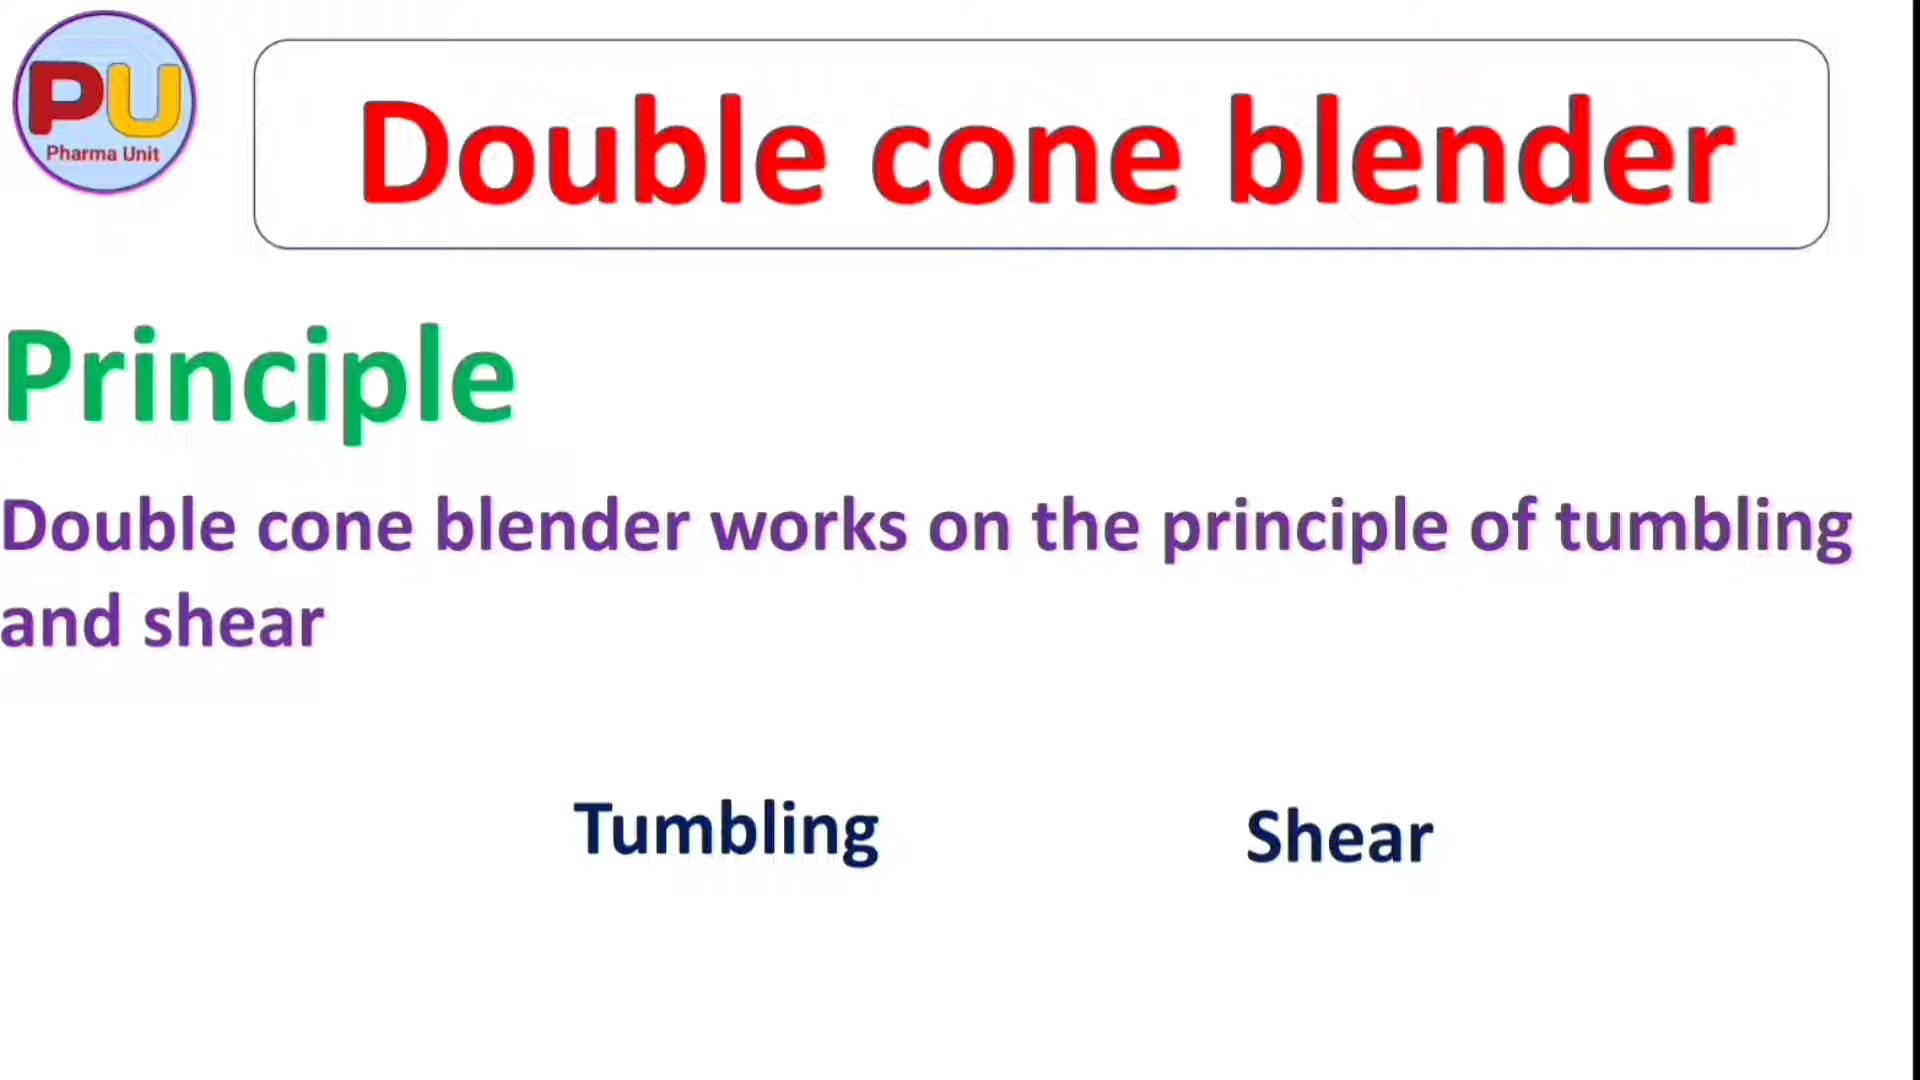 PU
Pharma Unit
Double cone blender
Principle
Double cone blender works on the principle of tumbling
and shear
Tumbling Shear